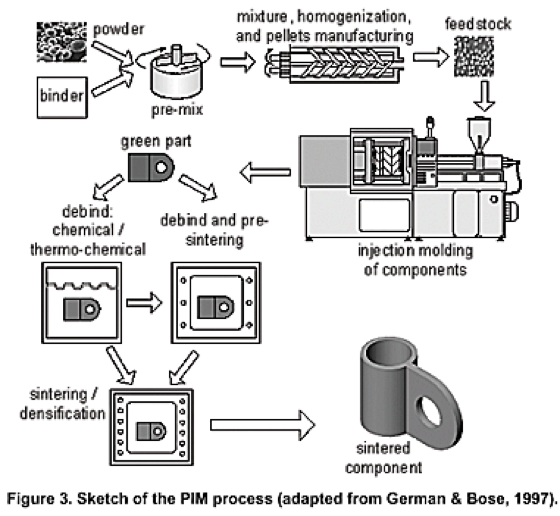 powder
binder
pre-mix
mixture, homogenization,
and pellets manufacturing
feedstock
injection molding
of components
green part
debind:
chemical /
thermo-chemical
debind and pre-
sintering
sintering /
densification
sintered
component
Figure 3. Sketch of the PIM process (adapted from German & Bose, 1997).